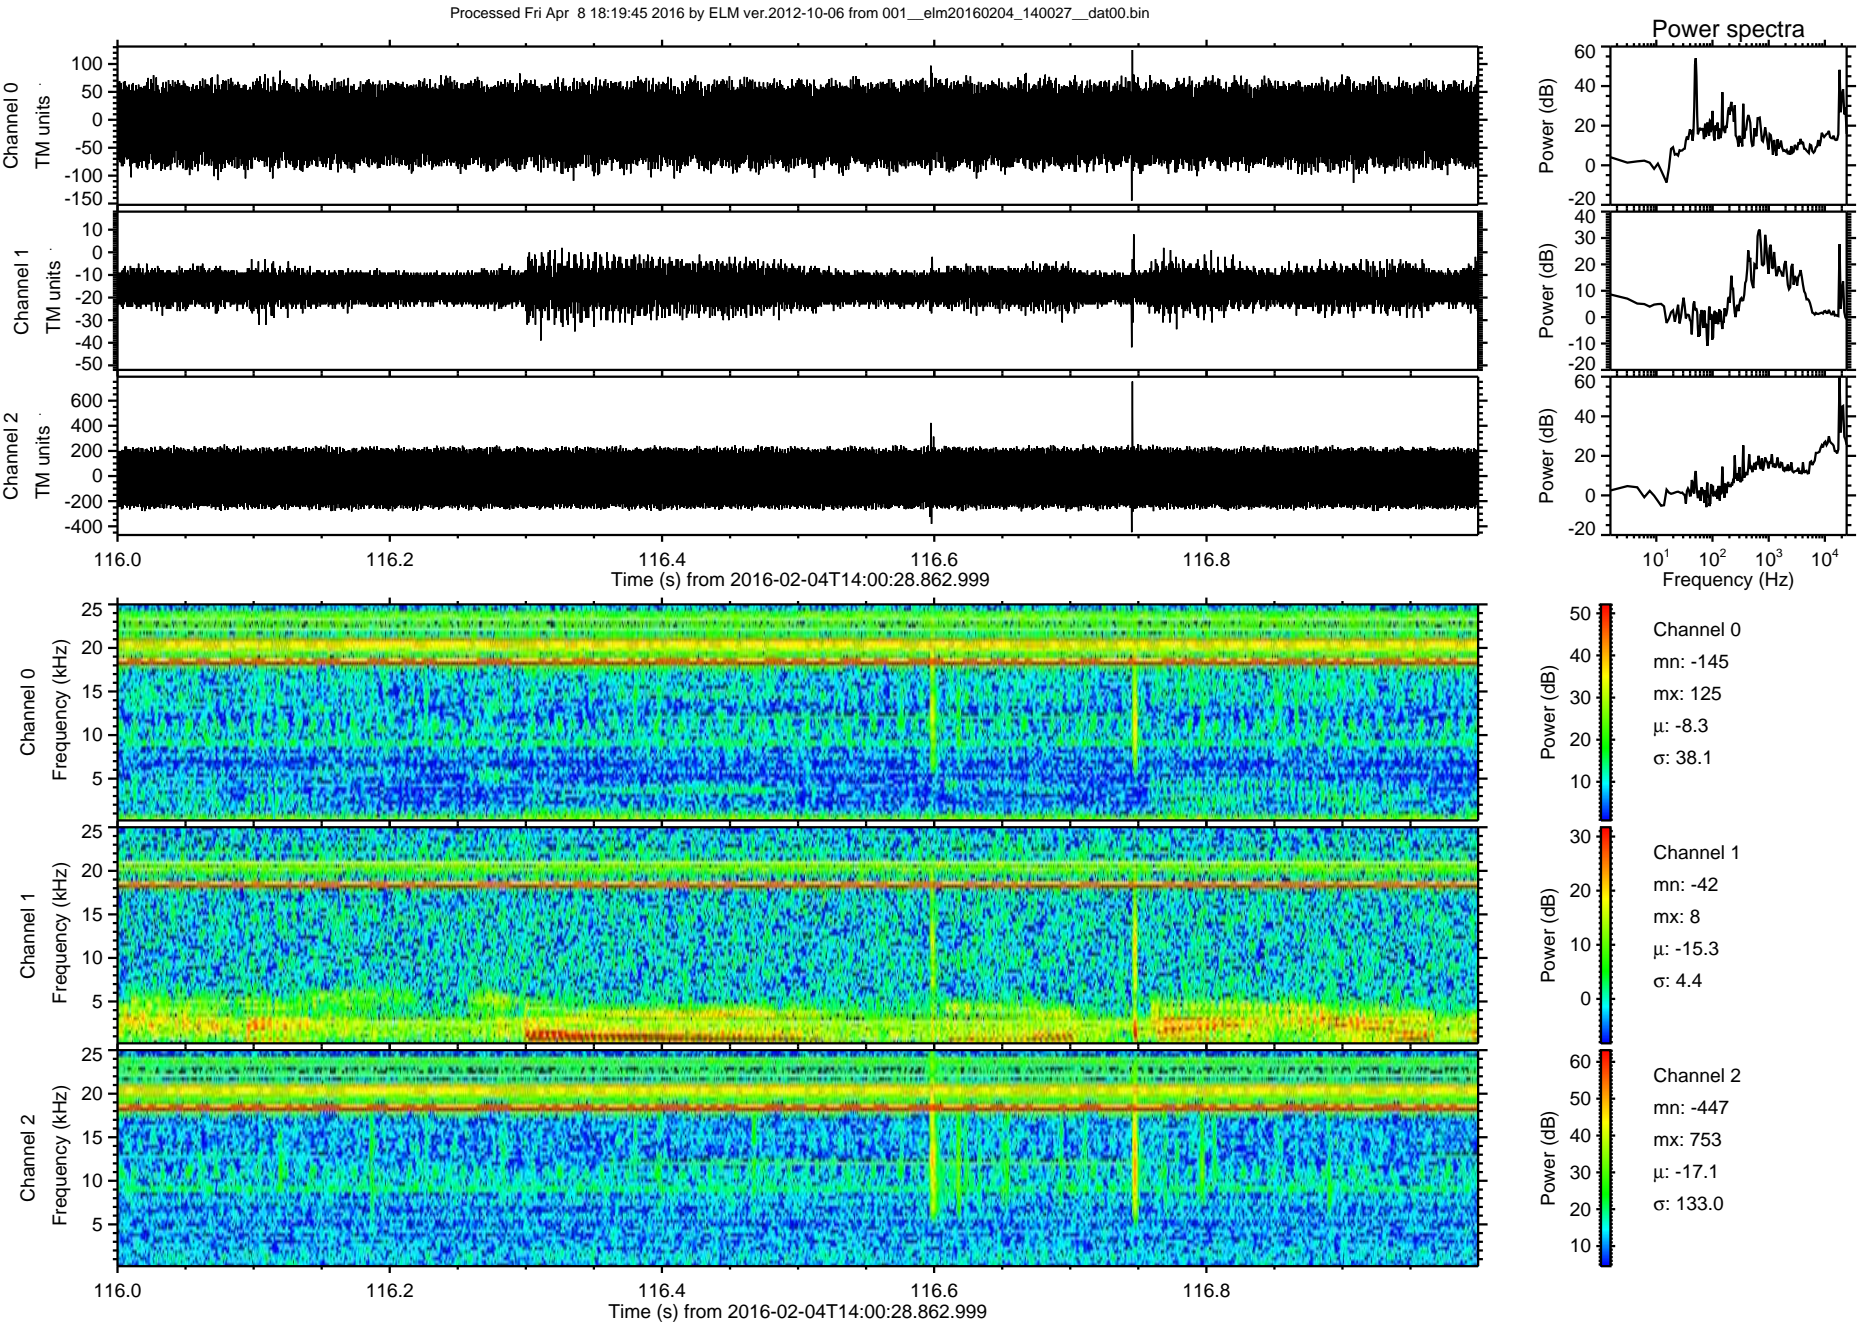 Processed Fri Apr 8 18:19:45 2016 by ELM ver.2012-10-06 from 001__elm20160204_140027__dat00.bin
Power spectra
Channel 0
TM units
100
50
0
-50
-100
-150
Power (dB)
60
40
20
0
-20
Channel 1
TM units
10
0
-10
-20
-30
-40
-50
Power (dB)
40
30
20
10
0
-10
-20
Channel 2
TM units
600
400
200
0
-200
-400
Power (dB)
60
40
20
0
-20
116.0 116.2 116.4 116.6 116.8
Time (s) from 2016-02-04T14:00:28.862.999
10¹ 10² 10³ 10⁴
Frequency (Hz)
Channel 0
Frequency (kHz)
25
20
15
10
5
Power (dB)
50
40
30
20
10
Channel 0
mn: -145
mx: 125
μ: -8.3
σ: 38.1
Channel 1
Frequency (kHz)
25
20
15
10
5
Power (dB)
30
20
10
0
Channel 1
mn: -42
mx: 8
μ: -15.3
σ: 4.4
Channel 2
Frequency (kHz)
25
20
15
10
5
Power (dB)
60
50
40
30
20
10
Channel 2
mn: -447
mx: 753
μ: -17.1
σ: 133.0
116.0 116.2 116.4 116.6 116.8
Time (s) from 2016-02-04T14:00:28.862.999